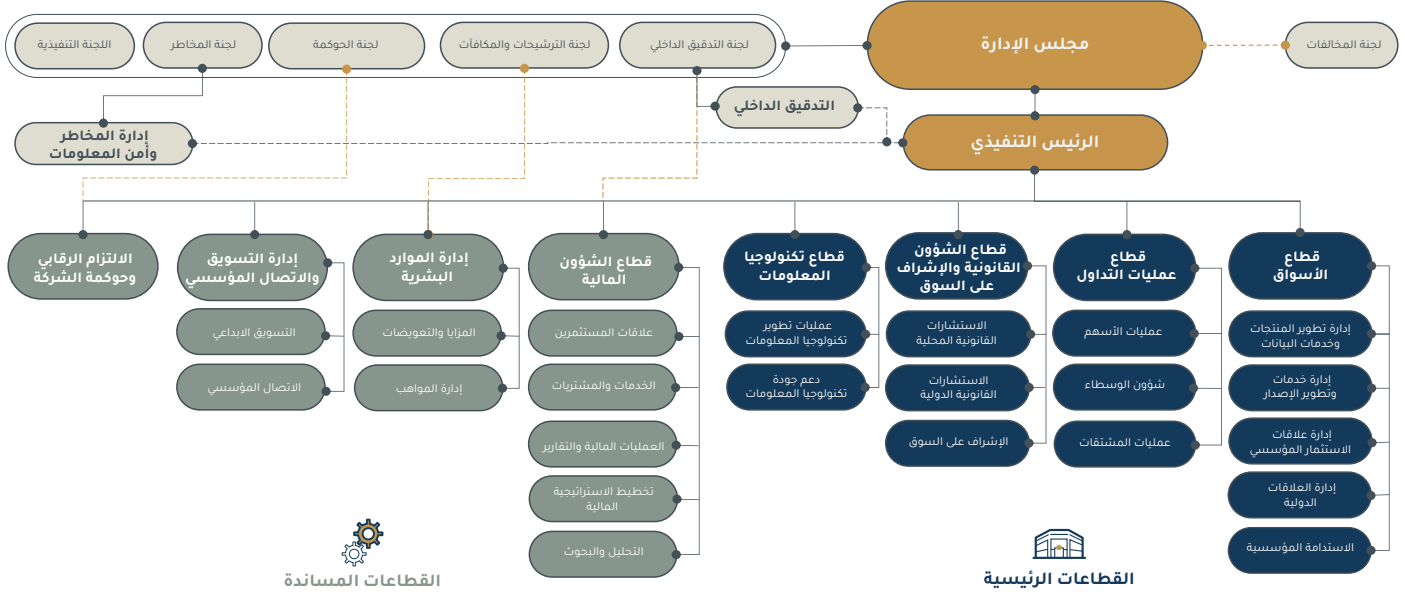 مجلس الإدارة
لجنة المخالفات
لجنة التدقيق الداخلي
لجنة الترشيحات والمكافآت
لجنة الحوكمة
لجنة المخاطر
اللجنة التنفيذية
التدقيق الداخلي
الرئيس التنفيذي
إدارة المخاطر
وأمن المعلومات
قطاع
الأسواق
إدارة تطوير المنتجات
وخدمات البيانات
إدارة خدمات
وتطوير الإصدار
إدارة علاقات
الاستثمار المؤسسي
إدارة العلاقات
الدولية
الاستدامة المؤسسية
قطاع
عمليات التداول
عمليات الأسهم
شؤون الوسطاء
عمليات المشتقات
قطاع الشؤون
القانونية والإشراف
على السوق
الاستشارات
القانونية المحلية
الاستشارات
القانونية الدولية
الإشراف على السوق
قطاع تكنولوجيا
المعلومات
عمليات تطوير
تكنولوجيا المعلومات
دعم جودة
تكنولوجيا المعلومات
قطاع الشؤون
المالية
علاقات المستثمرين
الخدمات والمشتريات
العمليات المالية والتقارير
تخطيط الاستراتيجية
المالية
التحليل والبحوث
إدارة الموارد
البشرية
المزايا والتعويضات
إدارة المواهب
إدارة التسويق
والاتصال المؤسسي
التسويق الابداعي
الاتصال المؤسسي
الالتزام الرقابي
وحوكمة الشركة
القطاعات الرئيسية
القطاعات المساندة